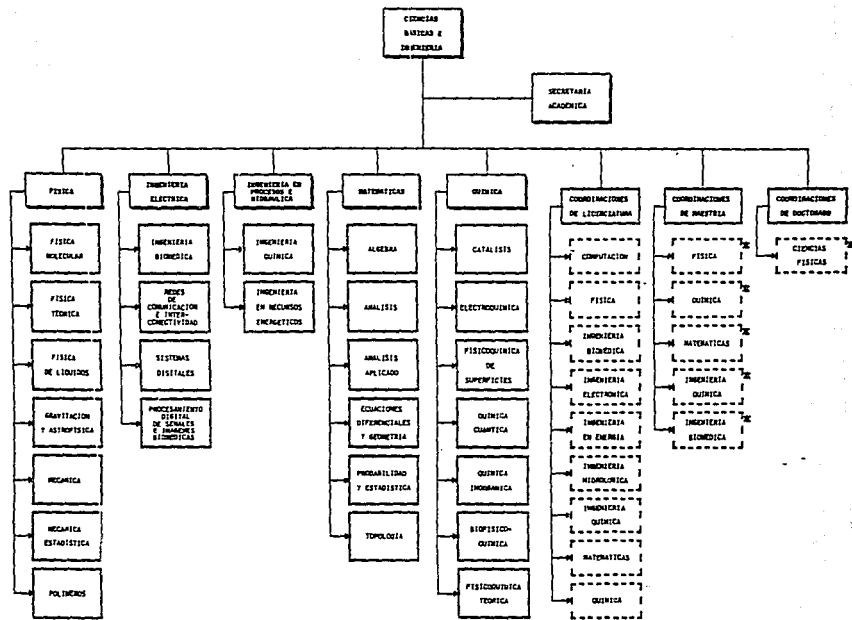 CIENCIAS
BASICAS E
INGENIERIA
SECRETARIA
ACADEMICA
FISICA
FISICA
MOLECULAR
FISICA
TECNICA
FISICA
DE LIQUIDOS
GRAVITACION
Y ASTROFISICA
MECANICA
MECANICA
ESTADISTICA
POLIMEROS
INGENIERIA
ELECTRICA
INGENIERIA
BIOMEDICA
REDES
DE
COMUNICACION
E INTER-
CONECTIVIDAD
SISTEMAS
DIGITALES
PROCESAMIENTO
DIGITAL
DE SEÑALES
E IMAGENES
BIOMEDICAS
INGENIERIA EN
PROCESOS E
HIDRAULICA
INGENIERIA
QUIMICA
INGENIERIA
EN RECURSOS
ENERGETICOS
MATEMATICAS
ALGEBRA
ANALISIS
ANALISIS
APLICADO
ECUACIONES
DIFERENCIALES
Y GEOMETRIA
PROBABILIDAD
Y ESTADISTICA
TOPOLOGIA
QUIMICA
CATALISIS
ELECTROQUIMICA
FISICOQUIMICA
DE
SUPERFICIES
QUIMICA
CUANTICA
QUIMICA
INORGANICA
BIOFISICO-
QUIMICA
FISICOQUIMICA
TEORICA
COORDINACIONES
DE LICENCIATURA
COMPUTACION
FISICA
INGENIERIA
BIOMEDICA
INGENIERIA
ELECTRONICA
INGENIERIA
EN ENERGIA
INGENIERIA
HIDROLOGICA
INGENIERIA
QUIMICA
MATEMATICAS
QUIMICA
COORDINACIONES
DE MAESTRIA
FISICA
QUIMICA
MATEMATICAS
INGENIERIA
QUIMICA
INGENIERIA
BIOMEDICA
COORDINACIONES
DE DOCTORADO
CIENCIAS
FISICAS